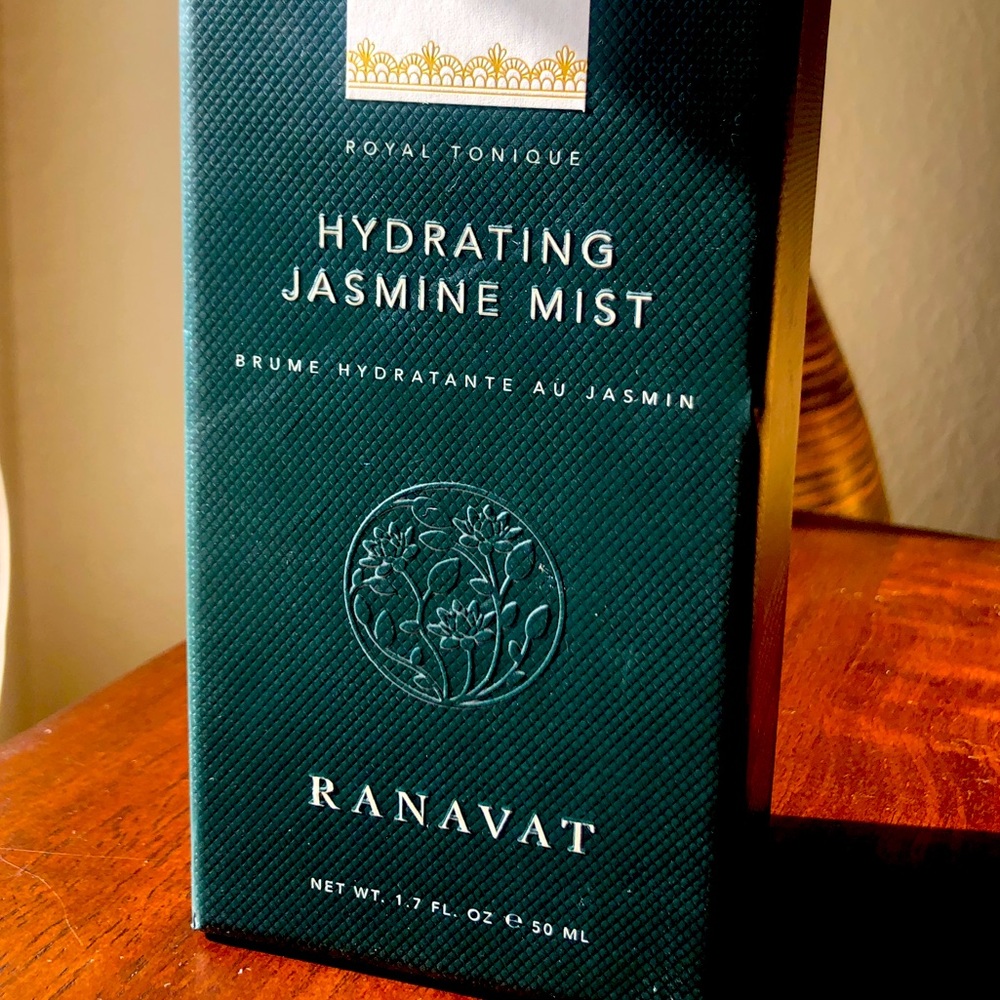 ROYAL TONIQUE
HYDRATING
JASMINE MIST
BRUME HYDRATANTE AU JASMIN
RANAVAT
NET WT. 1.7 FL. OZ ℮ 50 ML